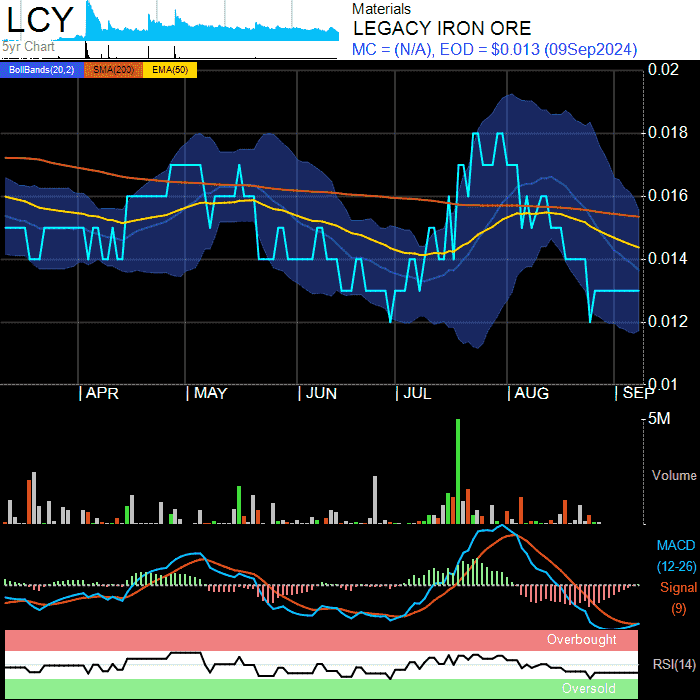 LCY
5yr Chart
Materials
LEGACY IRON ORE
MC = (N/A), EOD = $0.013 (09Sep2024)
BollBands(20,2)
SMA(200)
EMA(50)
0.02
0.018
0.016
0.014
0.012
0.01
APR
MAY
JUN
JUL
AUG
SEP
5M
Volume
MACD
(12-26)
Signal
(9)
Overbought
RSI(14)
Oversold